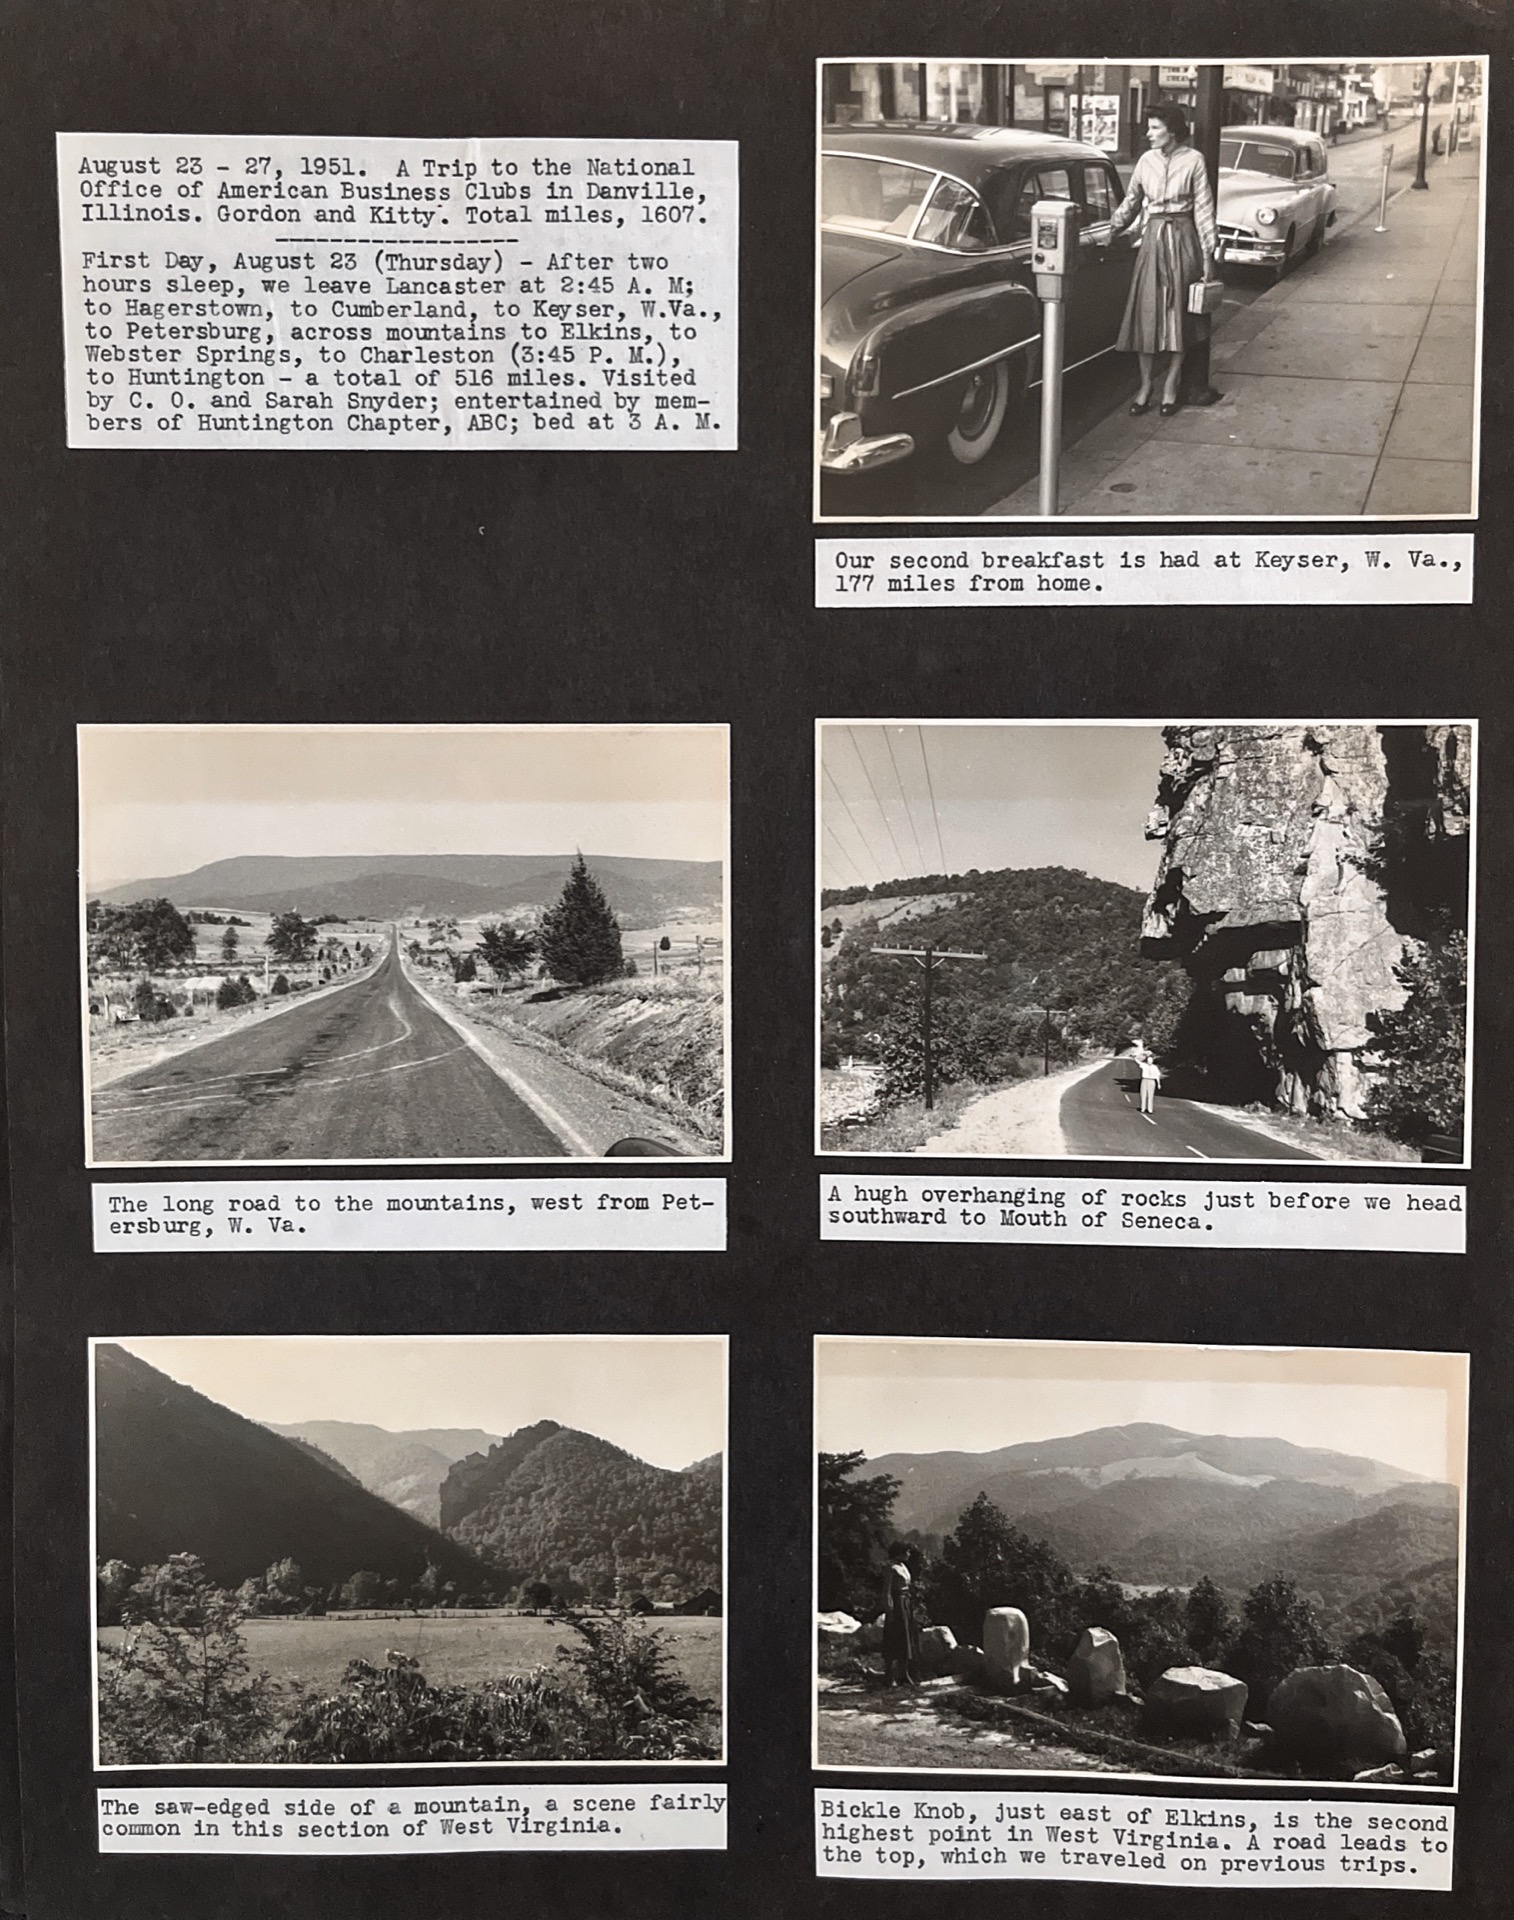 August 23 - 27, 1951. A Trip to the National
Office of American Business Clubs in Danville,
Illinois. Gordon and Kitty. Total miles, 1607.
------------------
First Day, August 23 (Thursday) - After two
hours sleep, we leave Lancaster at 2:45 A. M;
to Hagerstown, to Cumberland, to Keyser, W.Va.,
to Petersburg, across mountains to Elkins, to
Webster Springs, to Charleston (3:45 P. M.),
to Huntington - a total of 516 miles. Visited
by C. O. and Sarah Snyder; entertained by mem-
bers of Huntington Chapter, ABC; bed at 3 A. M.
Our second breakfast is had at Keyser, W. Va.,
177 miles from home.
The long road to the mountains, west from Pet-
ersburg, W. Va.
A hugh overhanging of rocks just before we head
southward to Mouth of Seneca.
The saw-edged side of a mountain, a scene fairly
common in this section of West Virginia.
Bickle Knob, just east of Elkins, is the second
highest point in West Virginia. A road leads to
the top, which we traveled on previous trips.